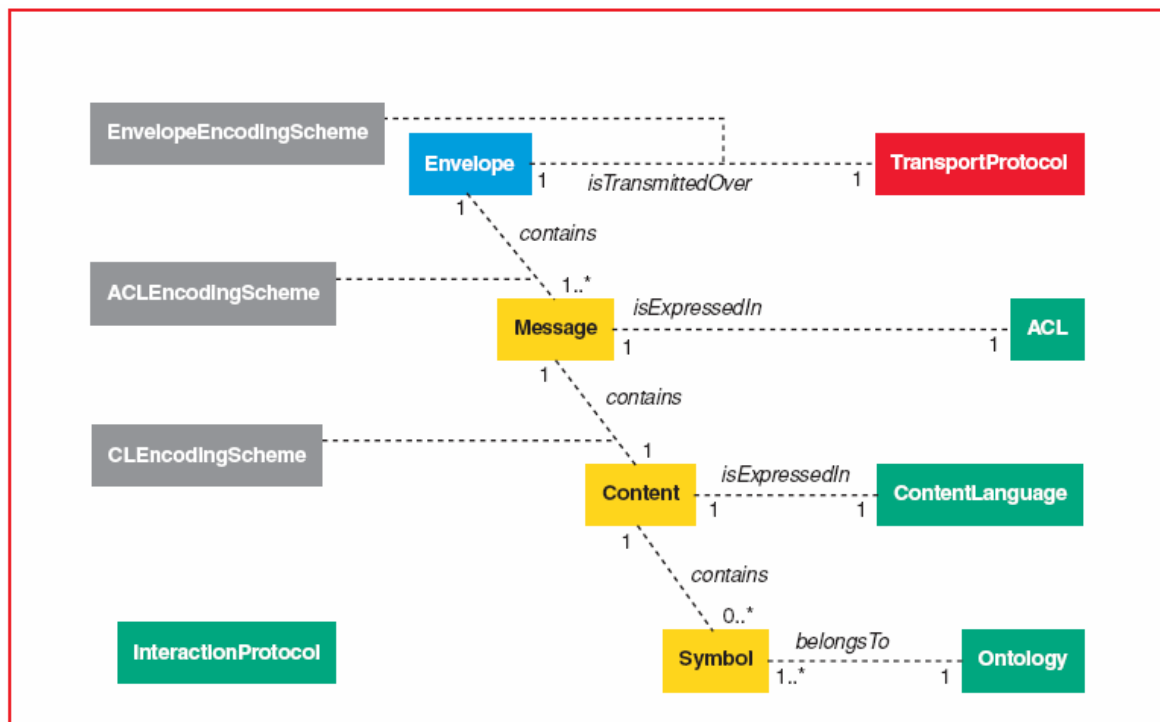 EnvelopeEncodingScheme
Envelope
TransportProtocol
1
isTransmittedOver
1
1
contains
ACLEncodingScheme
1..*
isExpressedIn
Message
ACL
1
1
1
contains
CLEncodingScheme
1
isExpressedIn
Content
ContentLanguage
1
1
1
contains
0..*
InteractionProtocol
belongsTo
Symbol
Ontology
1..*
1